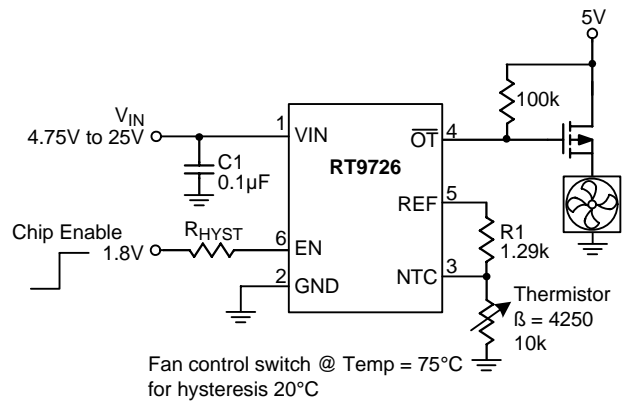 5V
100k
V_IN
4.75V to 25V
1 VIN
OT 4
RT9726
C1
0.1µF
REF 5
Chip Enable
1.8V
R_HYST
6 EN
R1
1.29k
2 GND
NTC 3
Thermistor
ß = 4250
10k
Fan control switch @ Temp = 75°C
for hysteresis 20°C